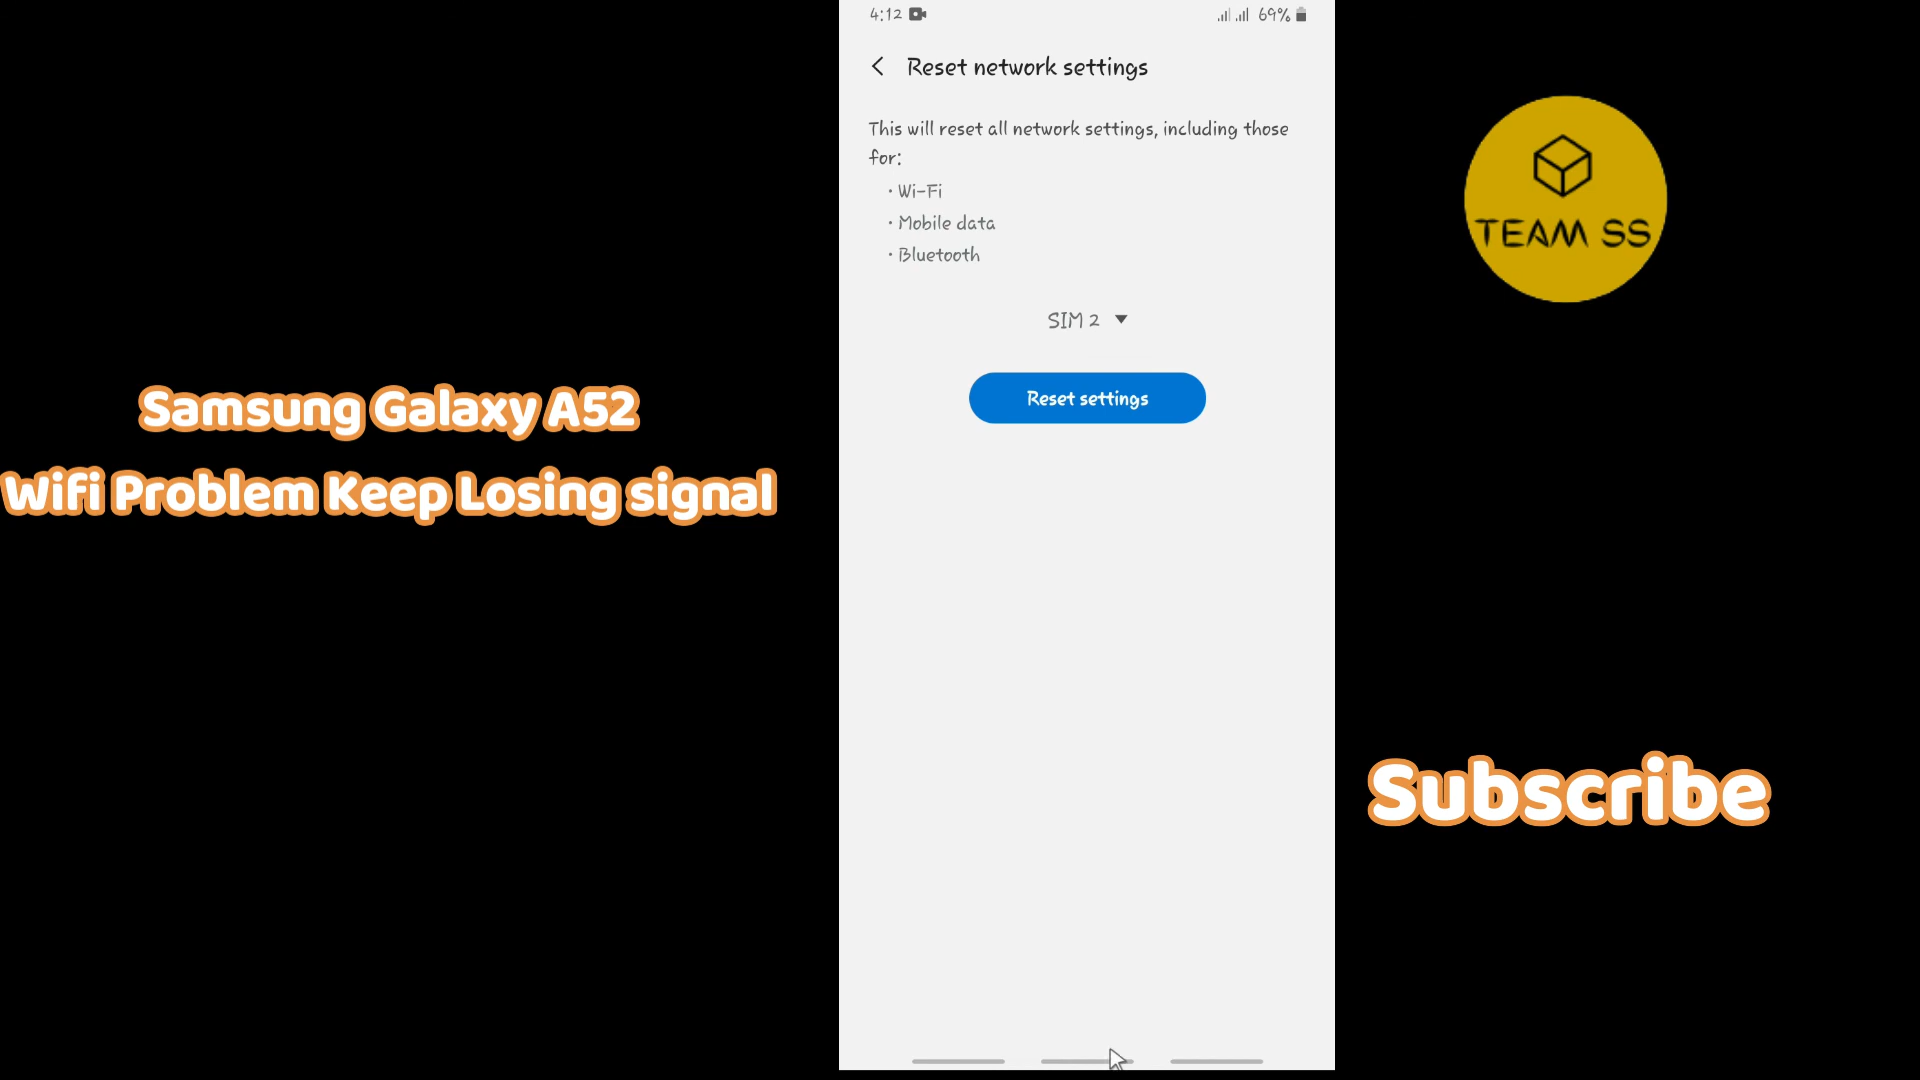 4:12 69%
Reset network settings
This will reset all network settings, including those
for:
• Wi-Fi
• Mobile data
• Bluetooth
SIM 2
Reset settings
Samsung Galaxy A52
Wifi Problem Keep Losing signal
TEAM SS
Subscribe